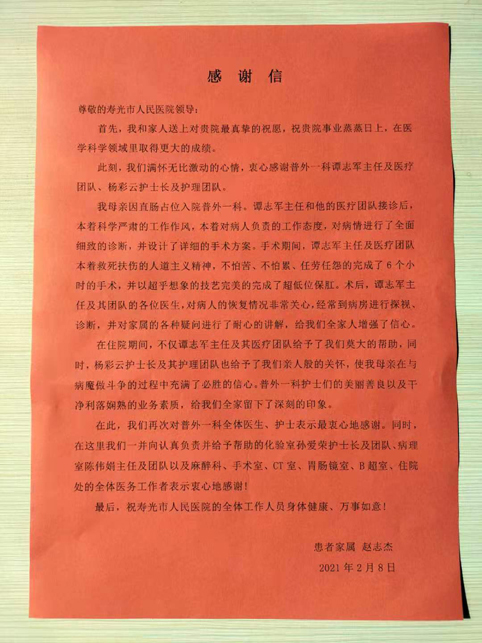 感 谢 信
尊敬的寿光市人民医院领导：
首先，我和家人送上对贵院最真挚的祝愿，祝贵院事业蒸蒸日上，在医
学科学领域里取得更大的成绩。
此刻，我们满怀无比激动的心情，衷心感谢普外一科谭志军主任及医疗
团队、杨彩云护士长及护理团队。
我母亲因直肠占位入院普外一科。谭志军主任和他的医疗团队接诊后，
本着科学严肃的工作作风，本着对病人负责的工作态度，对病情进行了全面
细致的诊断，并设计了详细的手术方案。手术期间，谭志军主任及医疗团队
本着救死扶伤的人道主义精神，不怕苦、不怕累、任劳任怨的完成了 6 个小
时的手术，并以超乎想象的技艺完美的完成了超低位保肛。术后，谭志军主
任及其团队的各位医生，对病人的恢复情况非常关心，经常到病房进行探视、
诊断，并对家属的各种疑问进行了耐心的讲解，给我们全家人增强了信心。
在住院期间，不仅谭志军主任及其医疗团队给予了我们莫大的帮助，同
时，杨彩云护士长及其护理团队也给予了我们亲人般的关怀，使我母亲在与
病魔做斗争的过程中充满了必胜的信心。普外一科护士们的美丽善良以及干
净利落娴熟的业务素质，给我们全家留下了深刻的印象。
在此，我们再次对普外一科全体医生、护士表示最衷心地感谢。同时，
在这里我们一并向认真负责并给予帮助的化验室孙爱荣护士长及团队、病理
室陈伟娟主任及团队以及麻醉科、手术室、CT 室、胃肠镜室、B 超室、住院
处的全体医务工作者表示衷心地感谢！
最后，祝寿光市人民医院的全体工作人员身体健康、万事如意！
患者家属 赵志杰
2021 年 2 月 8 日